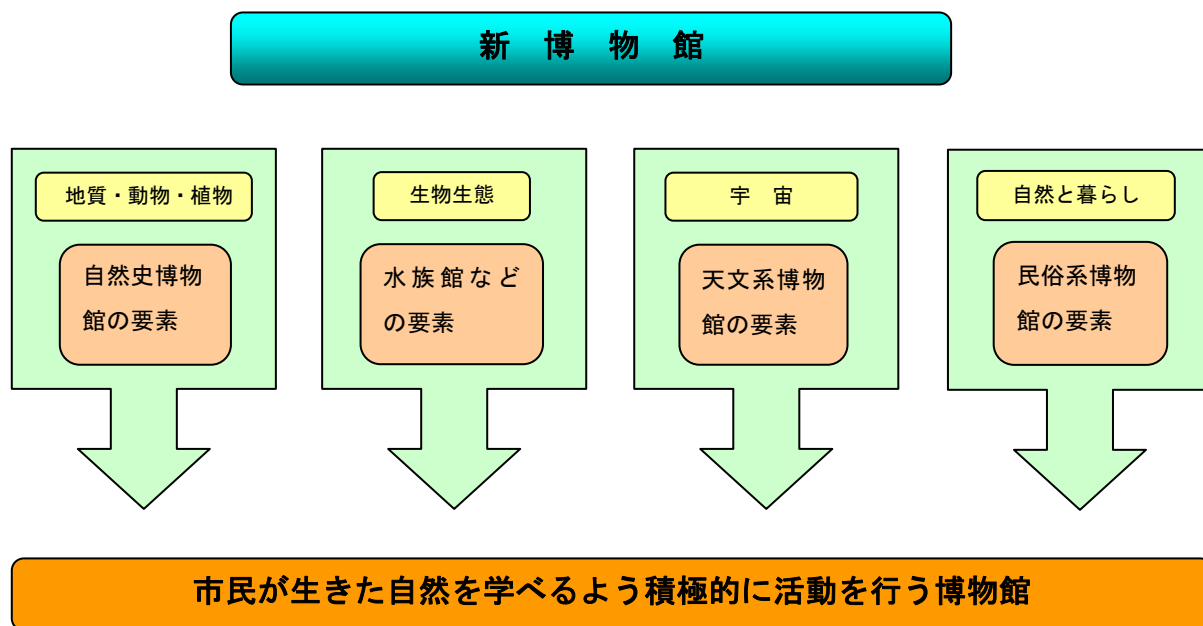 新　博　物　館
地質・動物・植物
自然史博物
館の要素
生物生態
水族館など
の要素
宇　宙
天文系博物
館の要素
自然と暮らし
民俗系博物
館の要素
市民が生きた自然を学べるよう積極的に活動を行う博物館